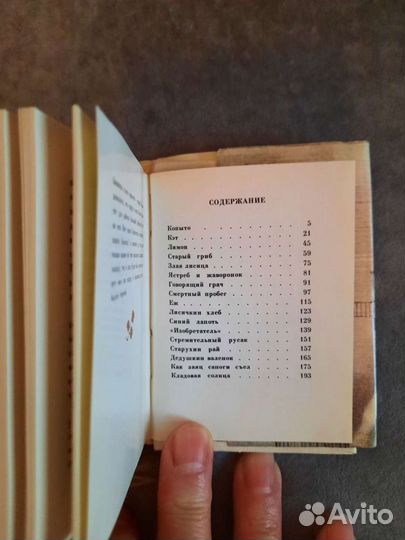 СОДЕРЖАНИЕ
Копыто . . . . . . . . . . 5
Кэт . . . . . . . . . . 21
Лимон . . . . . . . . . . 45
Старый гриб . . . . . . . . 59
Злая лисица . . . . . . . . 75
Ястреб и жаворонок . . . . . 81
Говорящий грач . . . . . . . 91
Смертный пробег . . . . . . 97
Еж . . . . . . . . . . 115
Лисичкин хлеб . . . . . . . 123
Синий лапоть . . . . . . . 129
«Изобретатель» . . . . . . . 139
Стремительный русак . . . . 151
Старухин рай . . . . . . . 157
Дедушкин валенок . . . . . . 165
Как заяц сапоги съел . . . . 175
Кладовая солнца . . . . . . 193
Avito